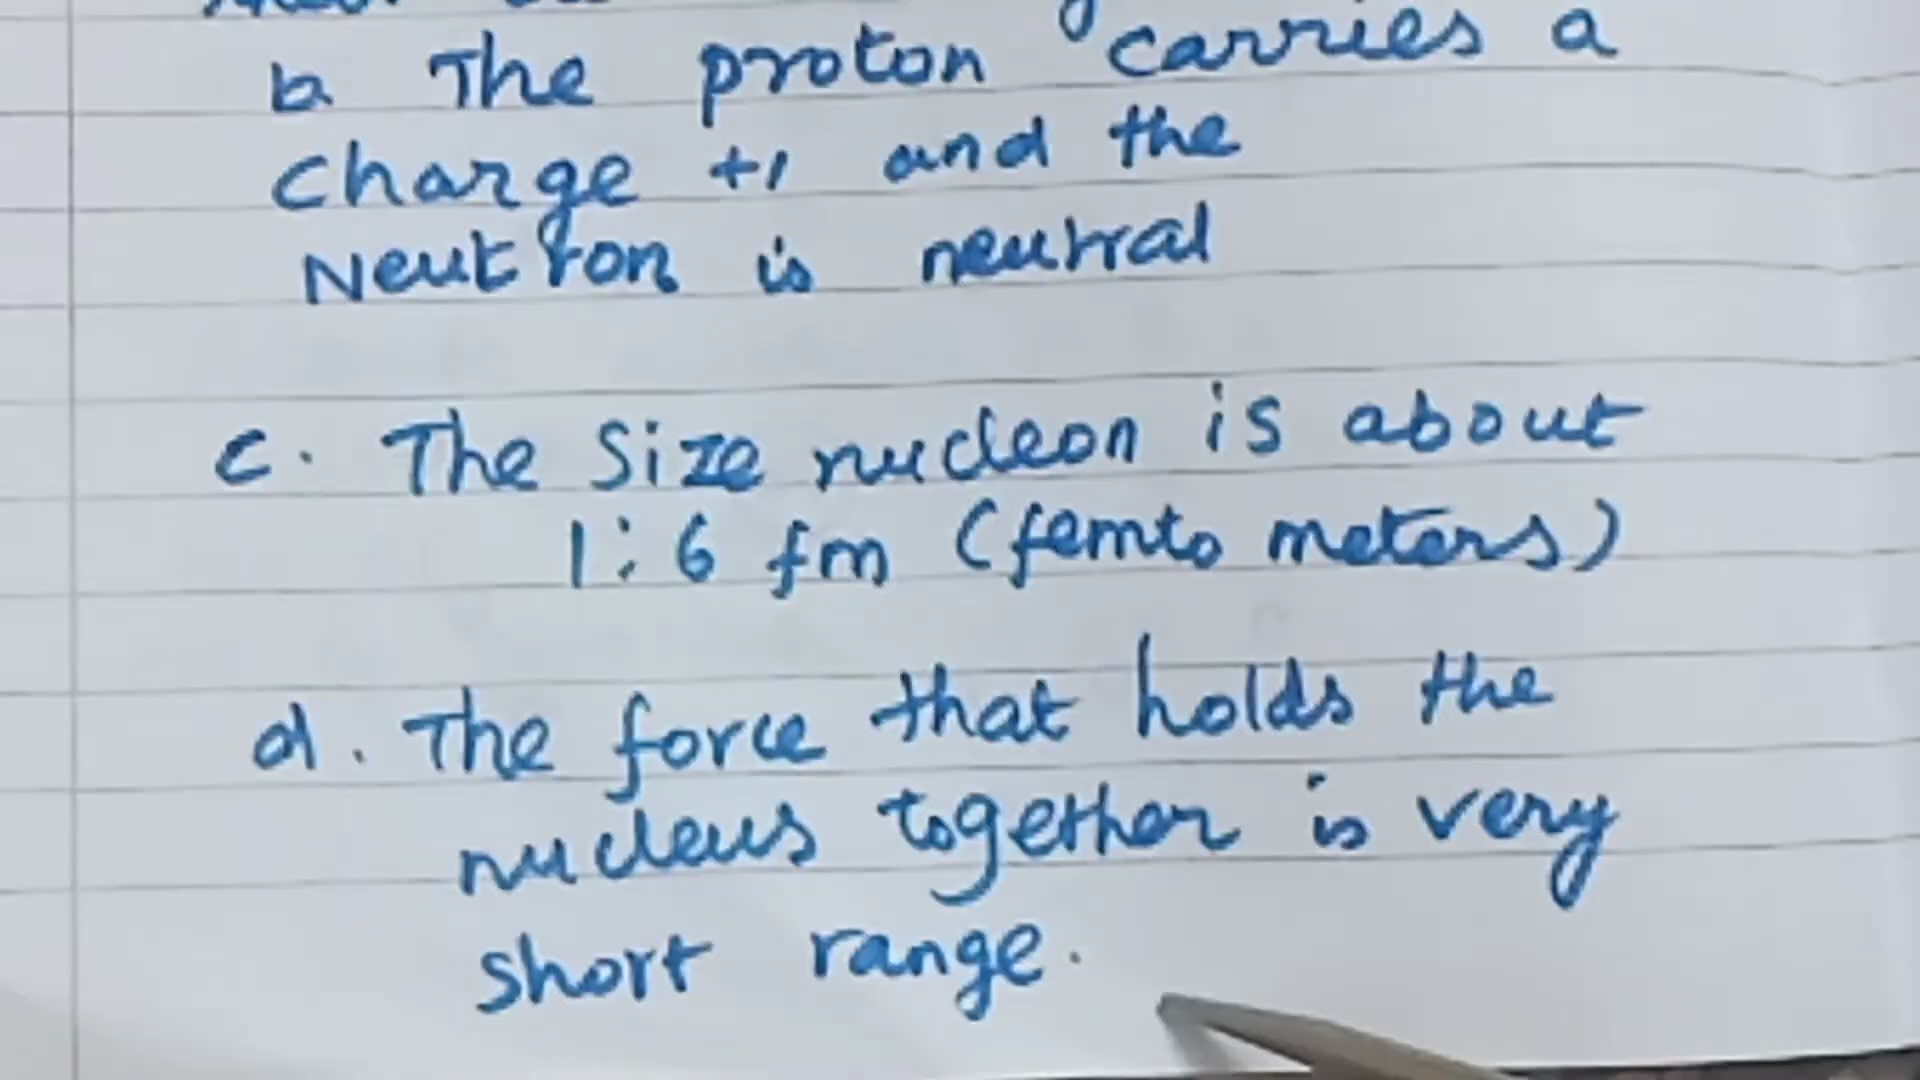 b The proton carries a
charge +1 and the
Neutron is neutral
c. The Size nucleon is about
1:6 fm (femto meters)
d. The force that holds the
nucleus together is very
short range.